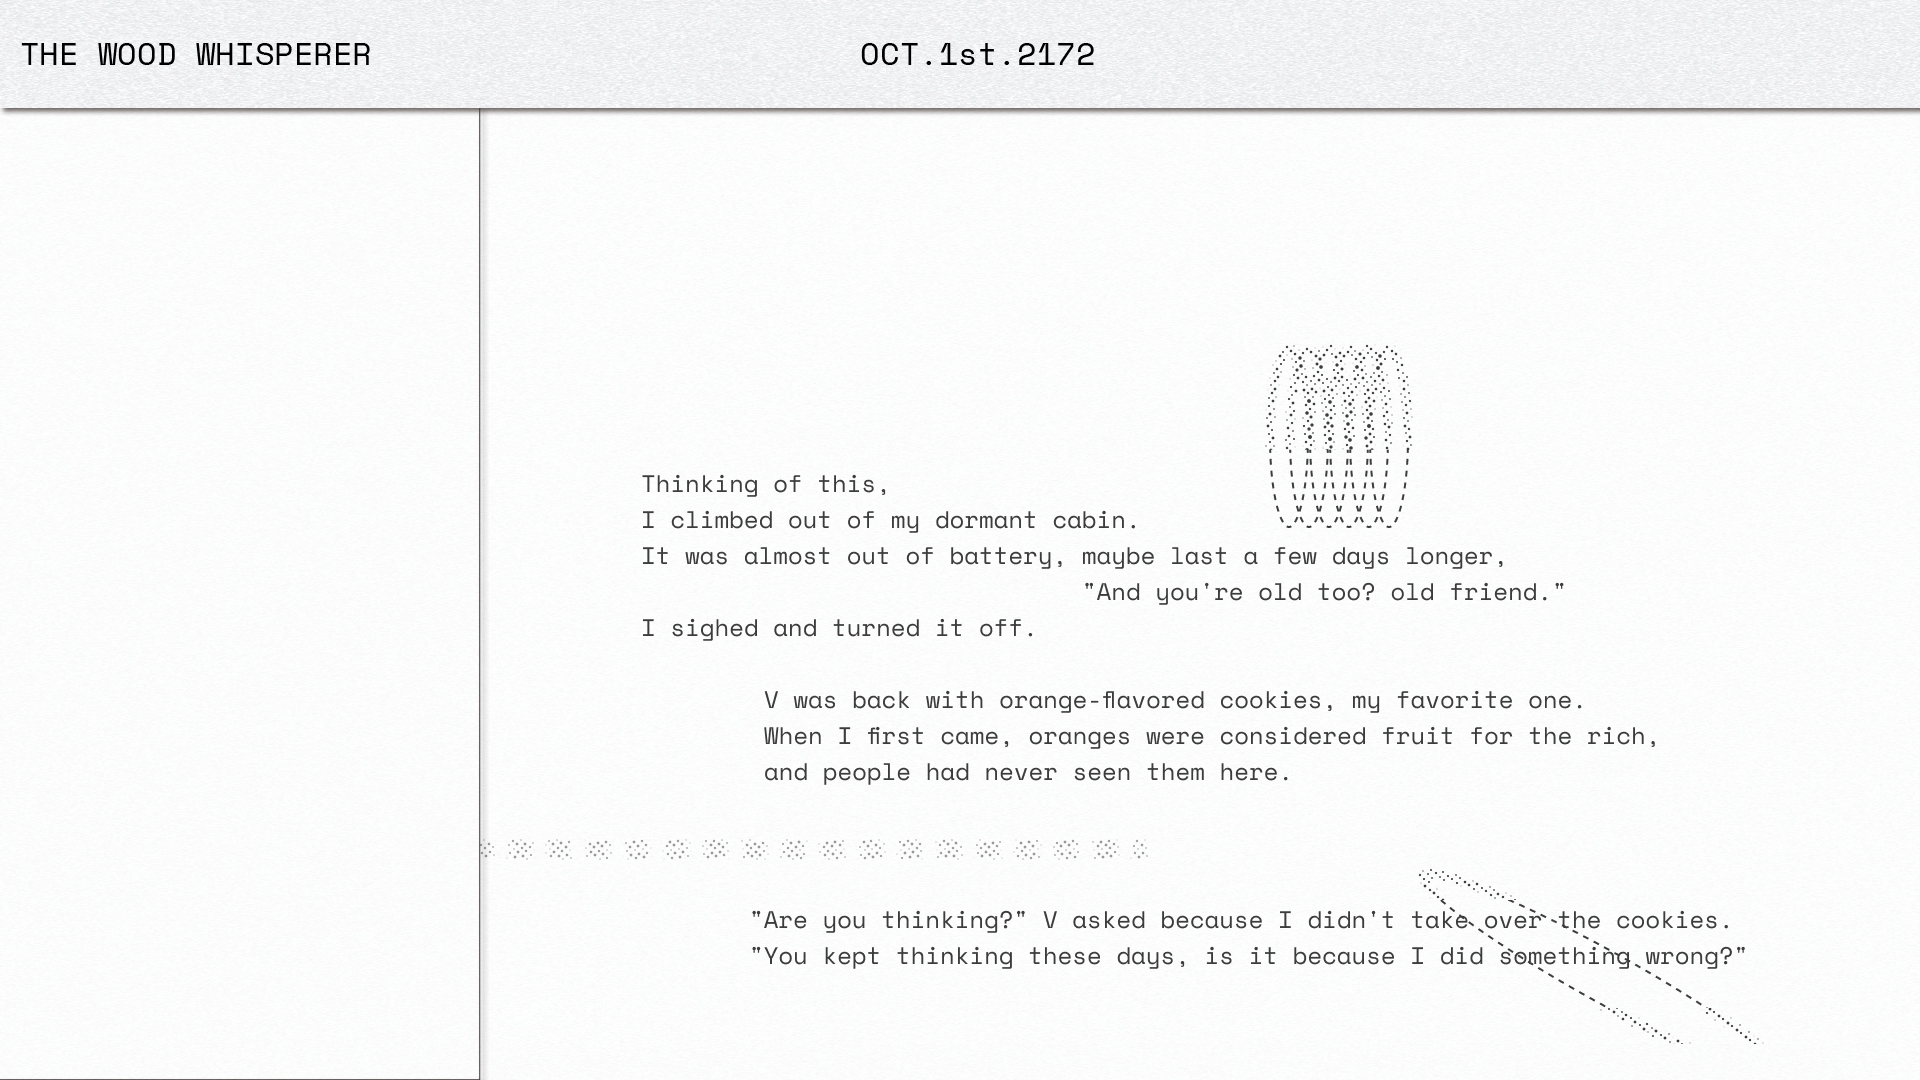 THE WOOD WHISPERER
OCT.1st.2172
Thinking of this,
I climbed out of my dormant cabin.
It was almost out of battery, maybe last a few days longer,
"And you're old too? old friend."
I sighed and turned it off.
V was back with orange-flavored cookies, my favorite one.
When I first came, oranges were considered fruit for the rich,
and people had never seen them here.
"Are you thinking?" V asked because I didn't take over the cookies.
"You kept thinking these days, is it because I did something wrong?"